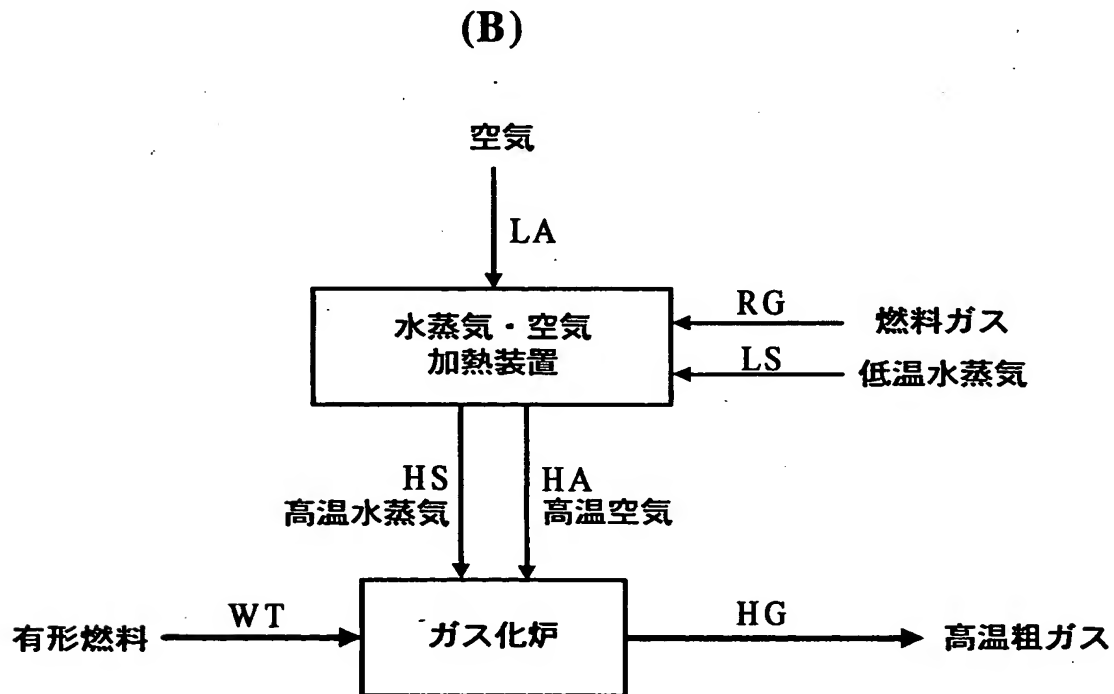 (B)
空気
LA
水蒸気・空気
加熱装置
RG
燃料ガス
LS
低温水蒸気
HS
高温水蒸気
HA
高温空気
有形燃料
WT
ガス化炉
HG
高温粗ガス